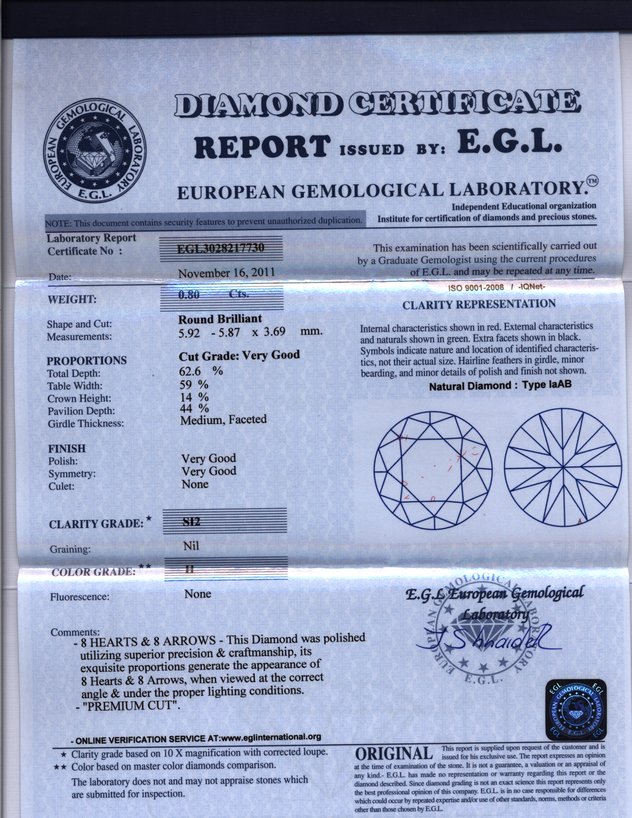 DIAMOND CERTIFICATE
REPORT ISSUED BY: E.G.L.
EUROPEAN GEMOLOGICAL LABORATORY.™
EUROPEAN GEMOLOGICAL LABORATORY
E.G.L.
Independent Educational organization
Institute for certification of diamonds and precious stones.
NOTE: This document contains security features to prevent unauthorized duplication.
Laboratory Report
Certificate No : EGL3028217730
Date: November 16, 2011
WEIGHT: 0.80 Cts.
Shape and Cut: Round Brilliant
Measurements: 5.92 - 5.87 x 3.69 mm.
PROPORTIONS Cut Grade: Very Good
Total Depth: 62.6 %
Table Width: 59 %
Crown Height: 14 %
Pavilion Depth: 44 %
Girdle Thickness: Medium, Faceted
FINISH
Polish: Very Good
Symmetry: Very Good
Culet: None
CLARITY GRADE: * SI2
Graining: Nil
COLOR GRADE: ** H
Fluorescence: None
Comments:
- 8 HEARTS & 8 ARROWS - This Diamond was polished
utilizing superior precision & craftmanship, its
exquisite proportions generate the appearance of
8 Hearts & 8 Arrows, when viewed at the correct
angle & under the proper lighting conditions.
- "PREMIUM CUT".
- ONLINE VERIFICATION SERVICE AT:www.eglinternational.org
★ Clarity grade based on 10 X magnification with corrected loupe.
★★ Color based on master color diamonds comparison.
The laboratory does not and may not appraise stones which
are submitted for inspection.
This examination has been scientifically carried out
by a Graduate Gemologist using the current procedures
of E.G.L. and may be repeated at any time.
ISO 9001-2008 / -IQNet-
CLARITY REPRESENTATION
Internal characteristics shown in red. External characteristics
and naturals shown in green. Extra facets shown in black.
Symbols indicate nature and location of identified characteris-
tics, not their actual size. Hairline feathers in girdle, minor
bearding, and minor details of polish and finish not shown.
Natural Diamond : Type IaAB
E.G.L European Gemological
Laboratory
EUROPEAN GEMOLOGICAL LABORATORY
E.G.L.
EGL
EGL
ORIGINAL This report is supplied upon request of the customer and is
issued for his exclusive use. The report expresses an opinion
at the time of examination of the stone. It is not a guarantee, a valuation or an appraisal of
any kind.- E.G.L. has made no representation or warranty regarding this report or the
diamond described. Since diamond grading is not an exact science this report represents only
the best professional opinion of this company. E.G.L. is in no case responsible for differences
which could occur by repeated expertise and/or use of other standards, norms, methods or criteria
other than those chosen by E.G.L.